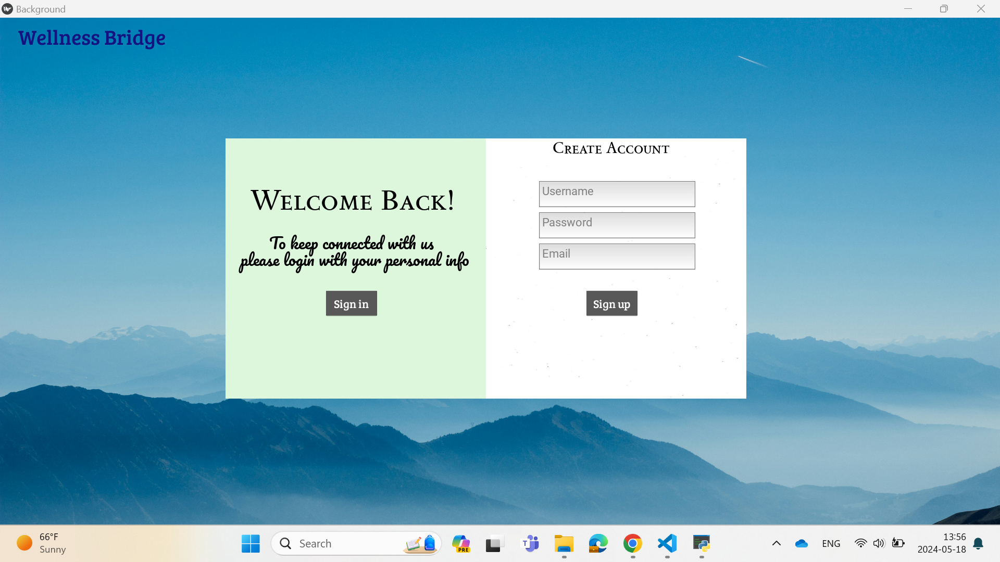 Background
Wellness Bridge
Welcome Back!
To keep connected with us
please login with your personal info
Sign in
Create Account
Username
Password
Email
Sign up
66°F
Sunny
Search
PRE
T
ENG
13:56
2024-05-18